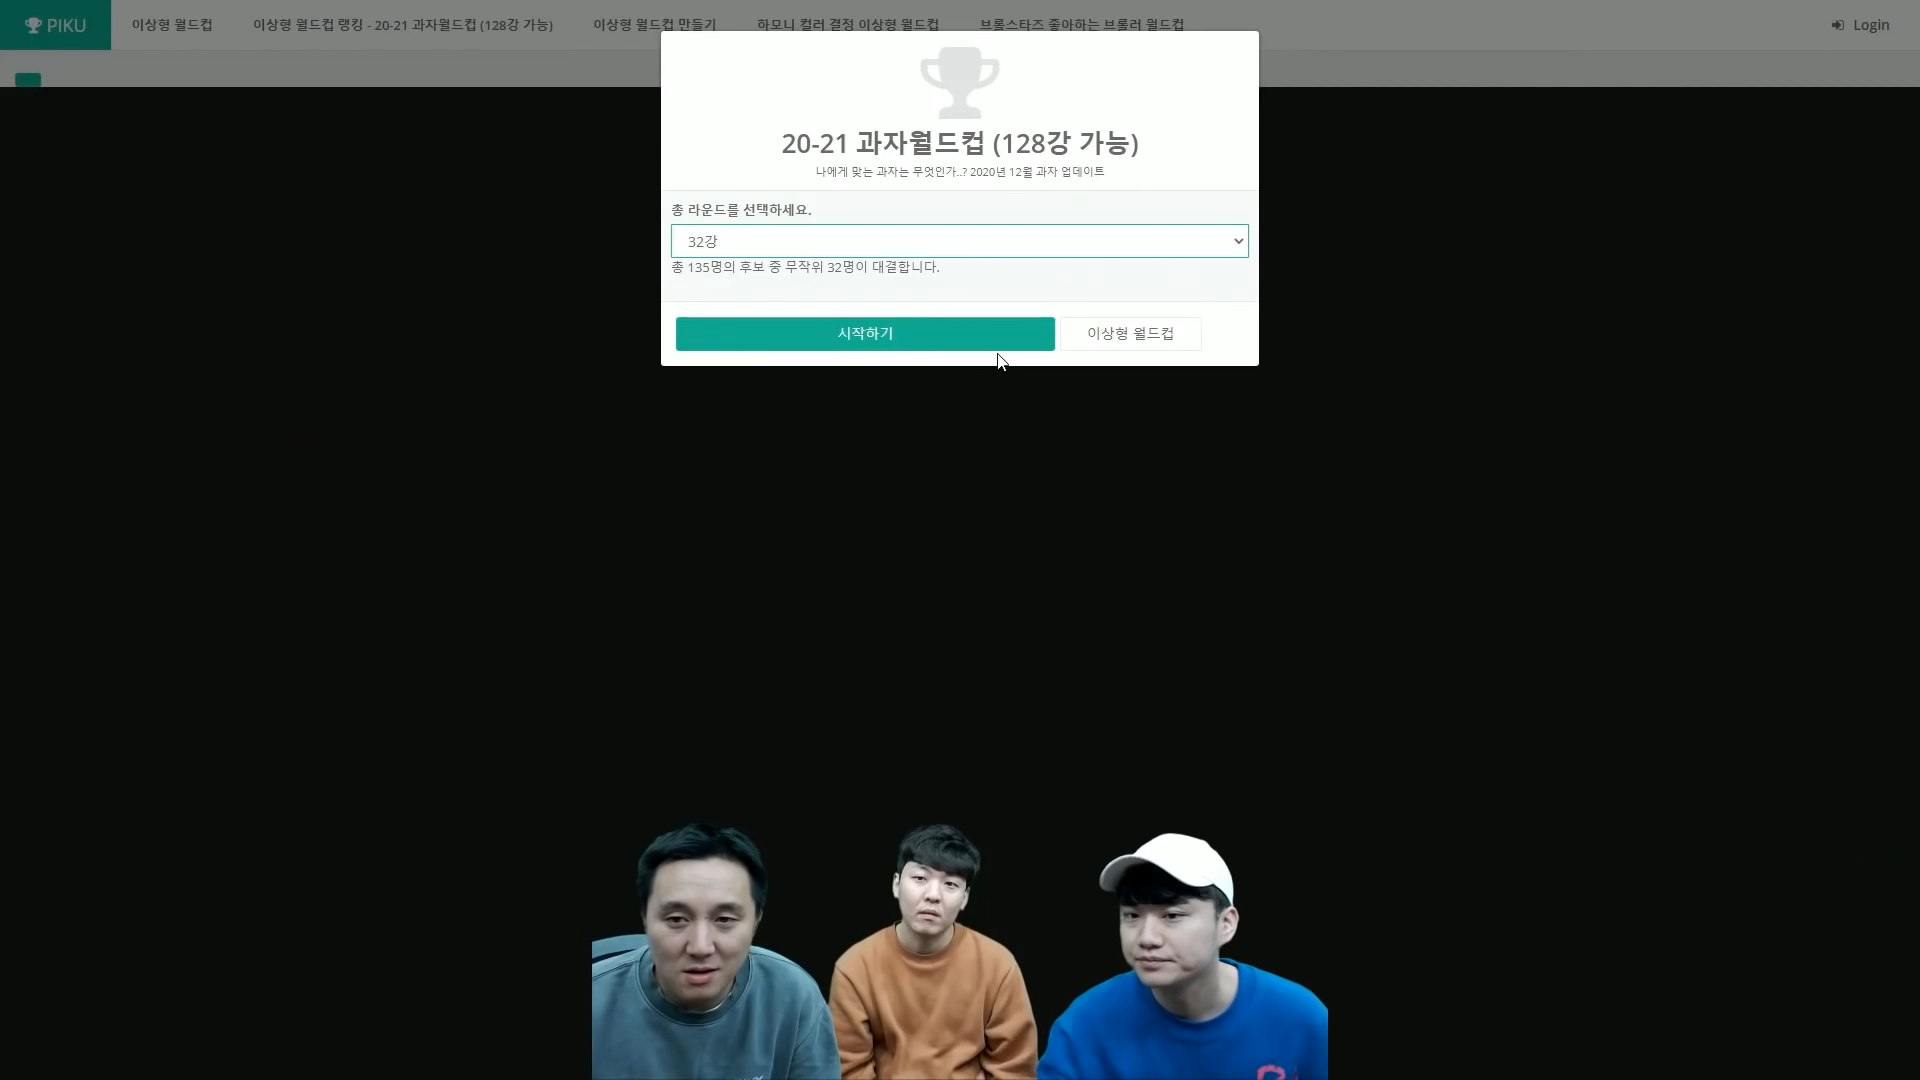 PIKU
이상형 월드컵
이상형 월드컵 랭킹 - 20-21 과자월드컵 (128강 가능)
이상형 월드컵 만들기
하모니 컬러 결정 이상형 월드컵
브롤스타즈 좋아하는 브롤러 월드컵
Login
20-21 과자월드컵 (128강 가능)
나에게 맞는 과자는 무엇인가..? 2020년 12월 과자 업데이트
총 라운드를 선택하세요.
32강
총 135명의 후보 중 무작위 32명이 대결합니다.
시작하기
이상형 월드컵